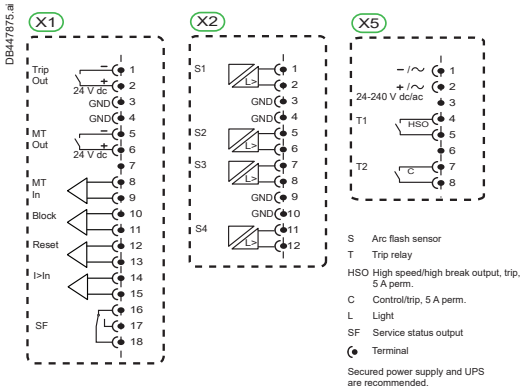 DB447875.ai
X1
Trip
Out
–
+
24 V dc
1
2
GND
3
GND
4
MT
Out
–
+
24 V dc
5
6
7
MT
In
8
9
Block
10
11
Reset
12
13
I>In
14
15
SF
16
17
18
X2
S1
L>
1
2
GND
3
GND
4
S2
L>
5
6
S3
L>
7
8
GND
9
GND
10
S4
L>
11
12
X5
– /~
1
+ /~
2
24-240 V dc/ac
3
T1
HSO
4
5
6
T2
C
7
8
S Arc flash sensor
T Trip relay
HSO High speed/high break output, trip,
5 A perm.
C Control/trip, 5 A perm.
L Light
SF Service status output
Terminal
Secured power supply and UPS
are recommended.